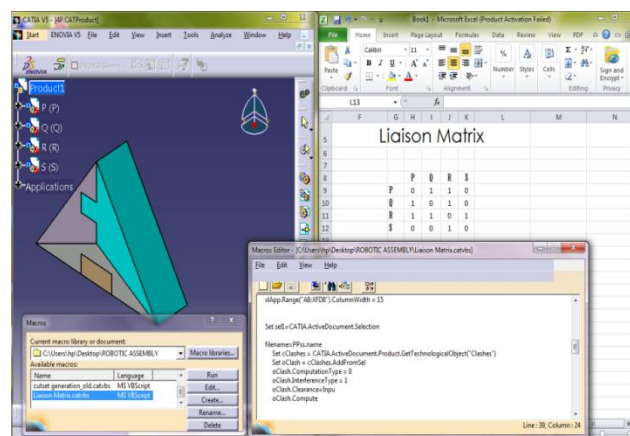 CATIA V5 - [4P.CATProduct]
Start ENOVIA V5 File Edit View Insert Tools Analyze Window Help
ENOVIA
Product1
P (P)
Q (Q)
R (R)
S (S)
Applications
Book1 - Microsoft Excel (Product Activation Failed)
File Home Insert Page Layout Formulas Data Review View PDF
Calibri 11
Paste
Number Styles Cells
Sign and
Encrypt
Clipboard Font Alignment Editing Privacy
L13
F G H I J K L M N
5 Liaison Matrix
6
7
8 P Q R S
9 P 0 1 1 0
10 Q 1 0 1 0
11 R 1 1 0 1
12 S 0 0 1 0
Macros Editor - [C:\Users\hp\Desktop\ROBOTIC ASSEMBLY\Liaison Matrix.catvbs]
File Edit View Help
xlApp.Range("AB:XFDB").ColumnWidth = 15
Set sel1=CATIA.ActiveDocument.Selection
filenames PPss.name
Set cClashes = CATIA.ActiveDocument.Product.GetTechnologicalObject("Clashes")
Set oClash = cClashes.AddFromSel
oClash.ComputationType = 0
oClash.InterferenceType = 1
oClash.Clearance=Inpu
oClash.Compute
Line : 39, Column : 24
Macros
Current macro library or document:
C:\Users\hp\Desktop\ROBOTIC ASSEMBLY Macro libraries...
Available macros:
Name Language Run
cutset generation_old.catvbs MS VBScript Edit...
Liaison Matrix.catvbs MS VBScript Create...
Rename...
Delete